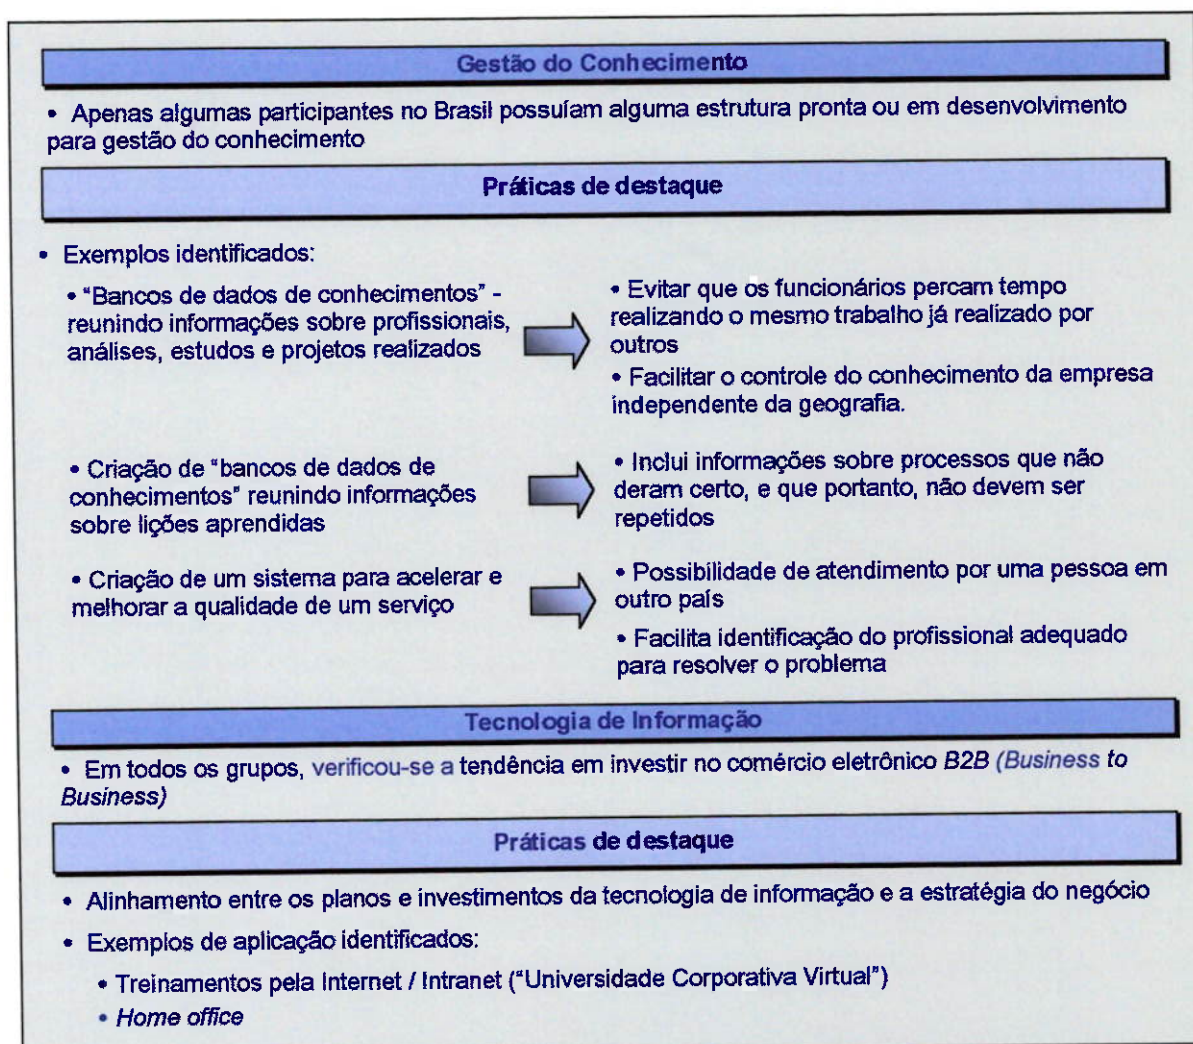 Gestão do Conhecimento
• Apenas algumas participantes no Brasil possuíam alguma estrutura pronta ou em desenvolvimento
para gestão do conhecimento
Práticas de destaque
• Exemplos identificados:
• "Bancos de dados de conhecimentos" -
reunindo informações sobre profissionais,
análises, estudos e projetos realizados
• Evitar que os funcionários percam tempo
realizando o mesmo trabalho já realizado por
outros
• Facilitar o controle do conhecimento da empresa
independente da geografia.
• Criação de "bancos de dados de
conhecimentos" reunindo informações
sobre lições aprendidas
• Inclui informações sobre processos que não
deram certo, e que portanto, não devem ser
repetidos
• Criação de um sistema para acelerar e
melhorar a qualidade de um serviço
• Possibilidade de atendimento por uma pessoa em
outro país
• Facilita identificação do profissional adequado
para resolver o problema
Tecnologia de Informação
• Em todos os grupos, verificou-se a tendência em investir no comércio eletrônico B2B (Business to
Business)
Práticas de destaque
• Alinhamento entre os planos e investimentos da tecnologia de informação e a estratégia do negócio
• Exemplos de aplicação identificados:
• Treinamentos pela Internet / Intranet ("Universidade Corporativa Virtual")
• Home office